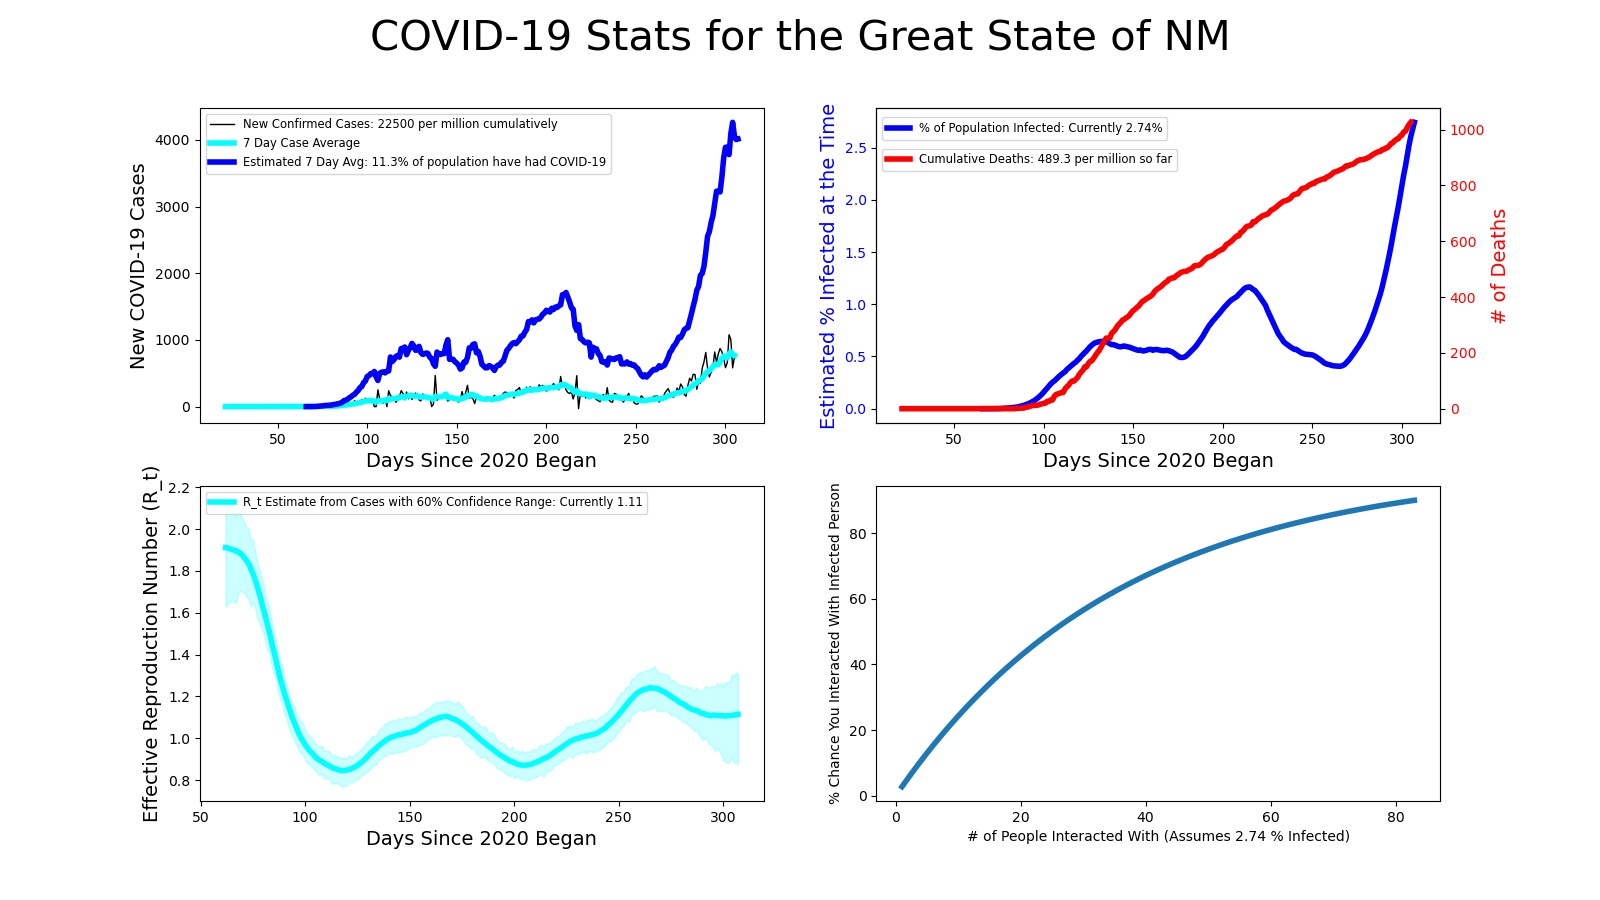 COVID-19 Stats for the Great State of NM
New COVID-19 Cases
4000
3000
2000
1000
0
New Confirmed Cases: 22500 per million cumulatively
7 Day Case Average
Estimated 7 Day Avg: 11.3% of population have had COVID-19
50 100 150 200 250 300
Days Since 2020 Began
Estimated % Infected at the Time
2.5
2.0
1.5
1.0
0.5
0.0
% of Population Infected: Currently 2.74%
Cumulative Deaths: 489.3 per million so far
1000
800
600
400
200
0
# of Deaths
50 100 150 200 250 300
Days Since 2020 Began
Effective Reproduction Number (R_t)
2.2
2.0
1.8
1.6
1.4
1.2
1.0
0.8
R_t Estimate from Cases with 60% Confidence Range: Currently 1.11
50 100 150 200 250 300
Days Since 2020 Began
% Chance You Interacted With Infected Person
80
60
40
20
0
0 20 40 60 80
# of People Interacted With (Assumes 2.74 % Infected)